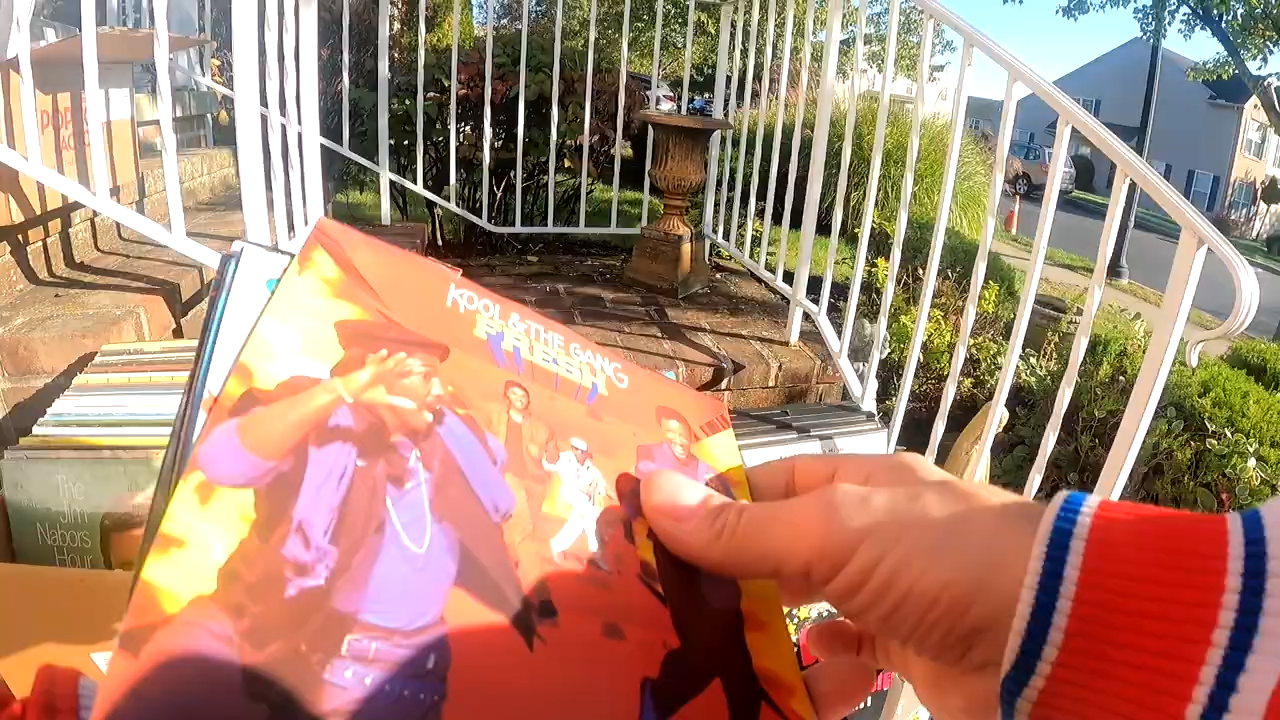 KOOL & THE GANG
FRESH
The
Jim
Nabors
Hour